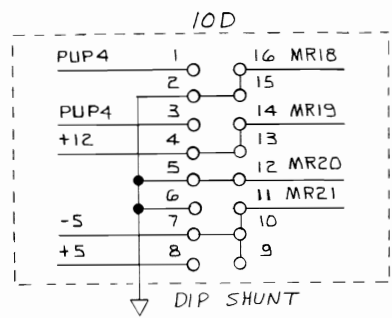 10D
PUP4 1 16 MR18
2 15
PUP4 3 14 MR19
+12 4 13
5 12 MR20
6 11 MR21
-5 7 10
+5 8 9
DIP SHUNT